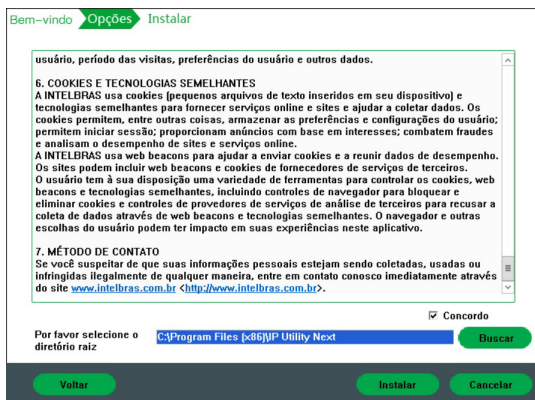 Bem-vindo Opções Instalar
usuário, período das visitas, preferências do usuário e outros dados.
6. COOKIES E TECNOLOGIAS SEMELHANTES
A INTELBRAS usa cookies (pequenos arquivos de texto inseridos em seu dispositivo) e
tecnologias semelhantes para fornecer serviços online e sites e ajudar a coletar dados. Os
cookies permitem, entre outras coisas, armazenar as preferências e configurações do usuário;
permitem iniciar sessão; proporcionam anúncios com base em interesses; combatem fraudes
e analisam o desempenho de sites e serviços online.
A INTELBRAS usa web beacons para ajudar a enviar cookies e a reunir dados de desempenho.
Os sites podem incluir web beacons e cookies de fornecedores de serviços de terceiros.
O usuário tem à sua disposição uma variedade de ferramentas para controlar os cookies, web
beacons e tecnologias semelhantes, incluindo controles de navegador para bloquear e
eliminar cookies e controles de provedores de serviços de análise de terceiros para recusar a
coleta de dados através de web beacons e tecnologias semelhantes. O navegador e outras
escolhas do usuário podem ter impacto em suas experiências neste aplicativo.
7. MÉTODO DE CONTATO
Se você suspeitar de que suas informações pessoais estejam sendo coletadas, usadas ou
infringidas ilegalmente de qualquer maneira, entre em contato conosco imediatamente através
do site www.intelbras.com.br <http://www.intelbras.com.br>.
Concordo
Por favor selecione o
diretório raiz
C:\Program Files (x86)\IP Utility Next
Buscar
Voltar
Instalar
Cancelar